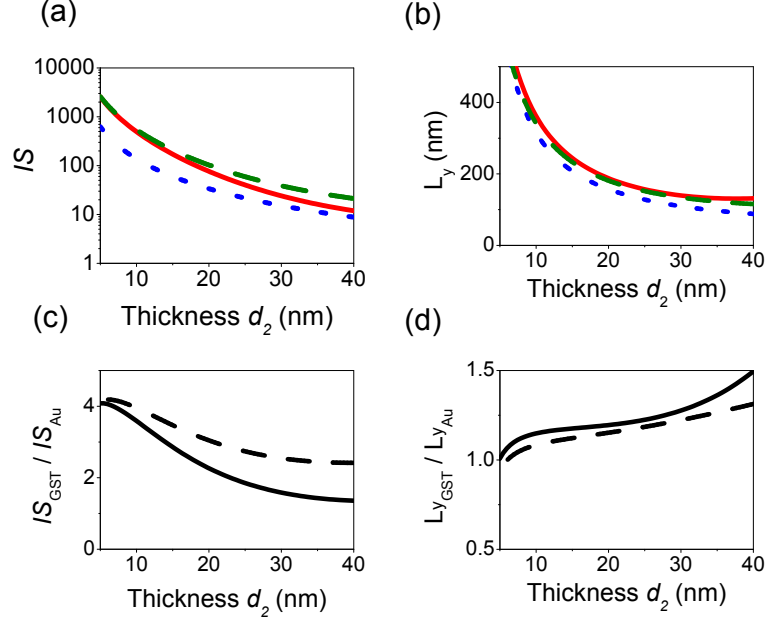 (a)
10000
1000
100
10
1
IS
10
20
30
40
Thickness d2 (nm)
(b)
400
200
0
Ly (nm)
10
20
30
40
Thickness d2 (nm)
(c)
4
2
0
ISGST / ISAu
10
20
30
40
Thickness d2 (nm)
(d)
1.5
1.0
0.5
LyGST / LyAu
10
20
30
40
Thickness d2 (nm)